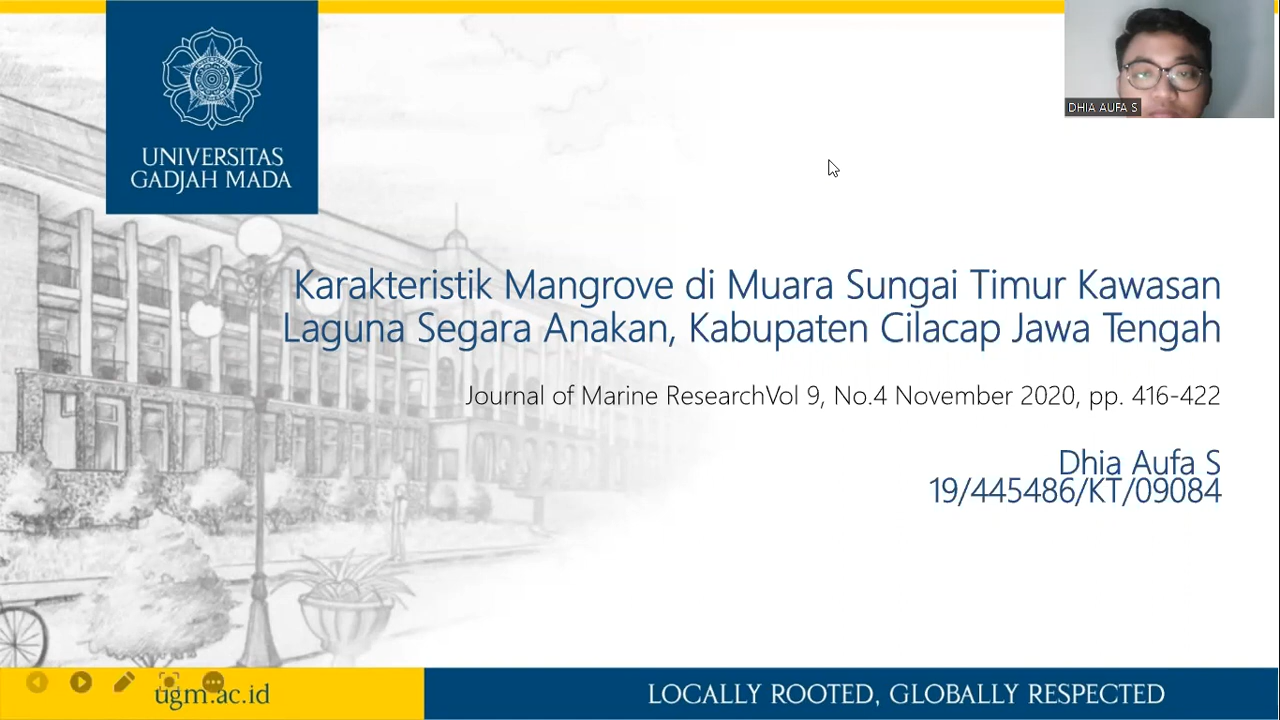 UNIVERSITAS
GADJAH MADA
DHIA AUFA S
Karakteristik Mangrove di Muara Sungai Timur Kawasan
Laguna Segara Anakan, Kabupaten Cilacap Jawa Tengah
Journal of Marine ResearchVol 9, No.4 November 2020, pp. 416-422
Dhia Aufa S
19/445486/KT/09084
ugm.ac.id
LOCALLY ROOTED, GLOBALLY RESPECTED